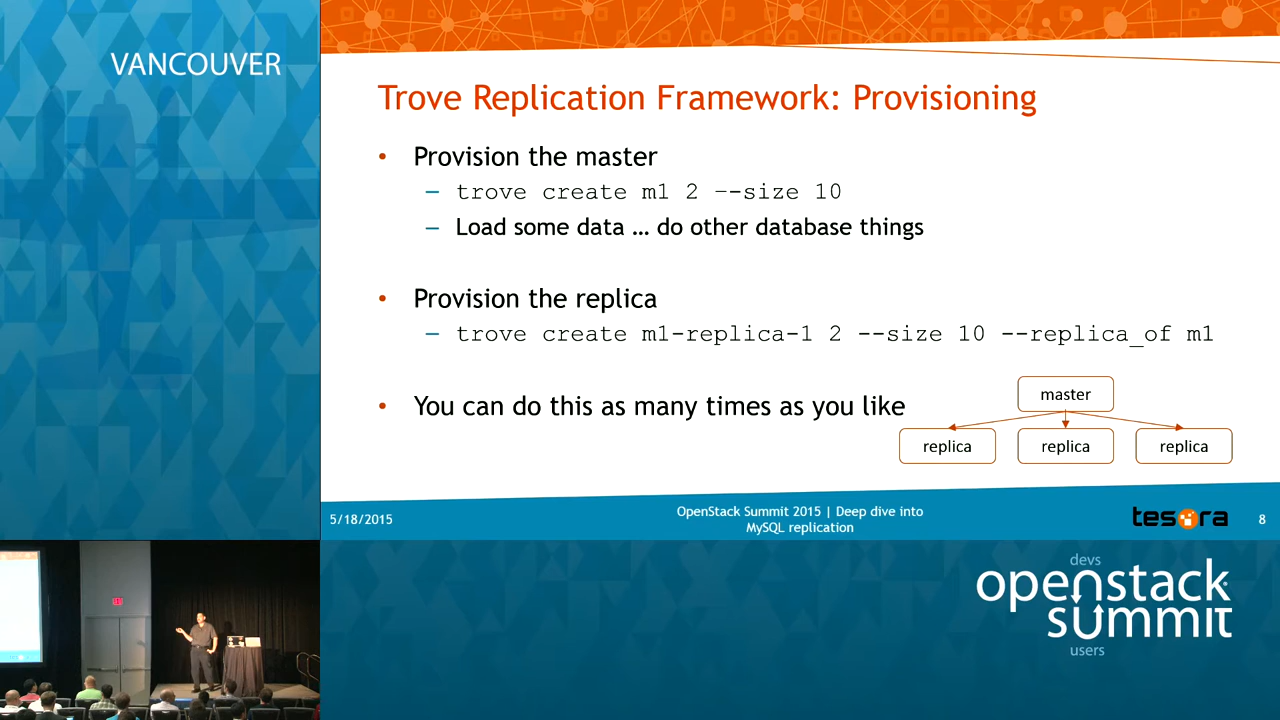 VANCOUVER
Trove Replication Framework: Provisioning
• Provision the master
– trove create m1 2 –-size 10
– Load some data … do other database things
• Provision the replica
– trove create m1-replica-1 2 --size 10 --replica_of m1
• You can do this as many times as you like
master
replica replica replica
5/18/2015
OpenStack Summit 2015 | Deep dive into
MySQL replication
tesora
8
devs
openstack
summit
users